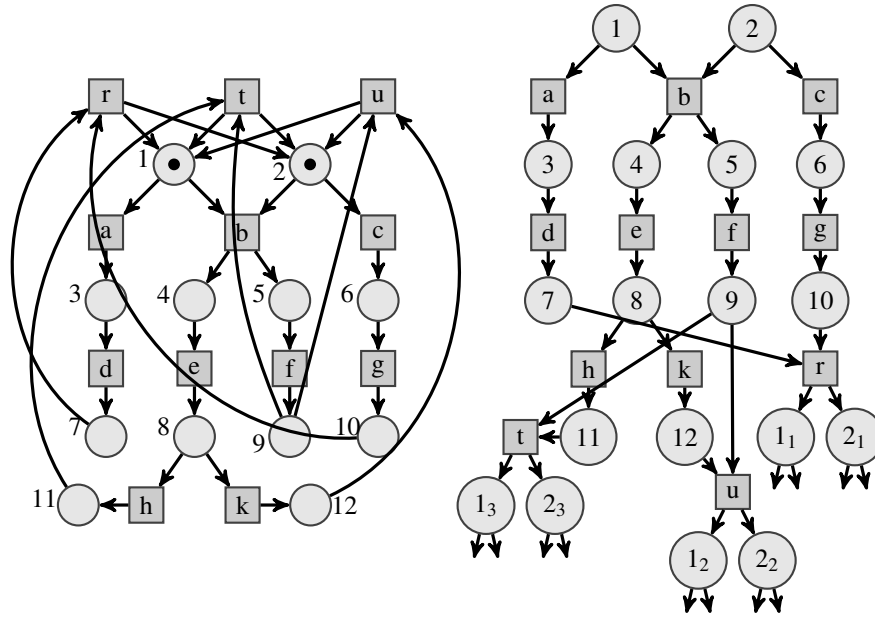 1 2
r t u a b c
1 2
3 4 5 6
a b c
d e f g
3 4 5 6
7 8 9 10
d e f g
h k r
7 8 9 10
t 11 12 1₁ 2₁
11 h k 12
u
1₃ 2₃
1₂ 2₂